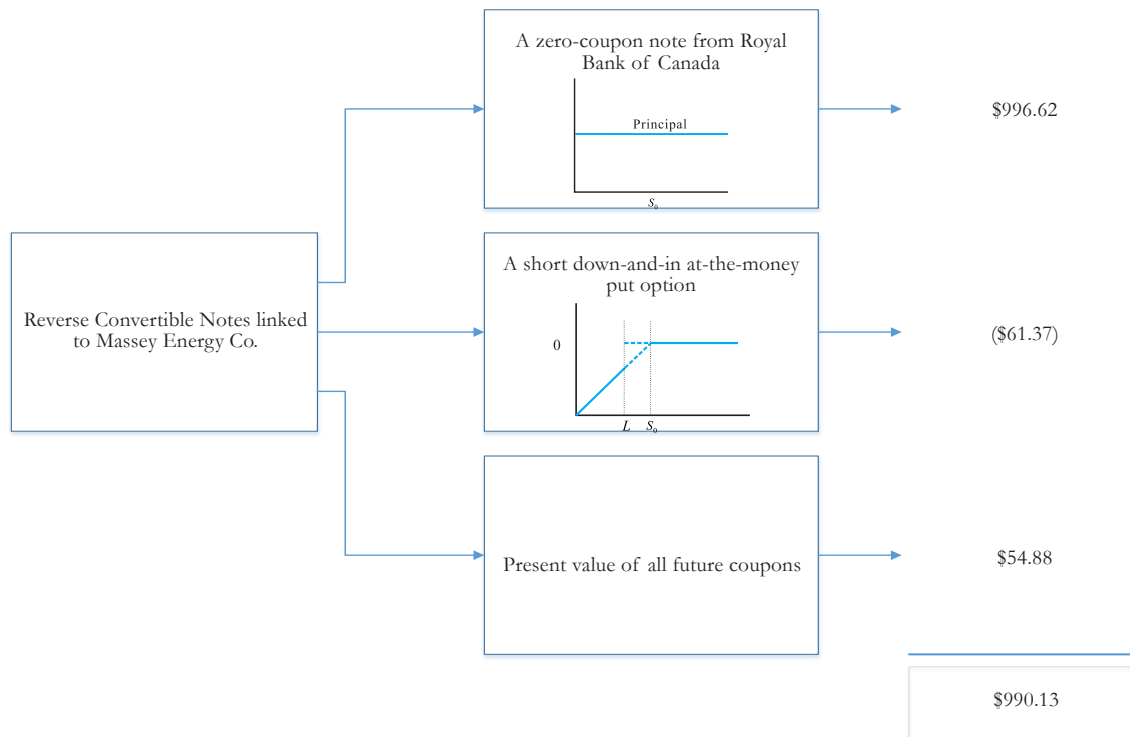 A zero-coupon note from Royal
Bank of Canada
Principal
S₀
$996.62
Reverse Convertible Notes linked
to Massey Energy Co.
A short down-and-in at-the-money
put option
0
L S₀
($61.37)
Present value of all future coupons
$54.88
$990.13